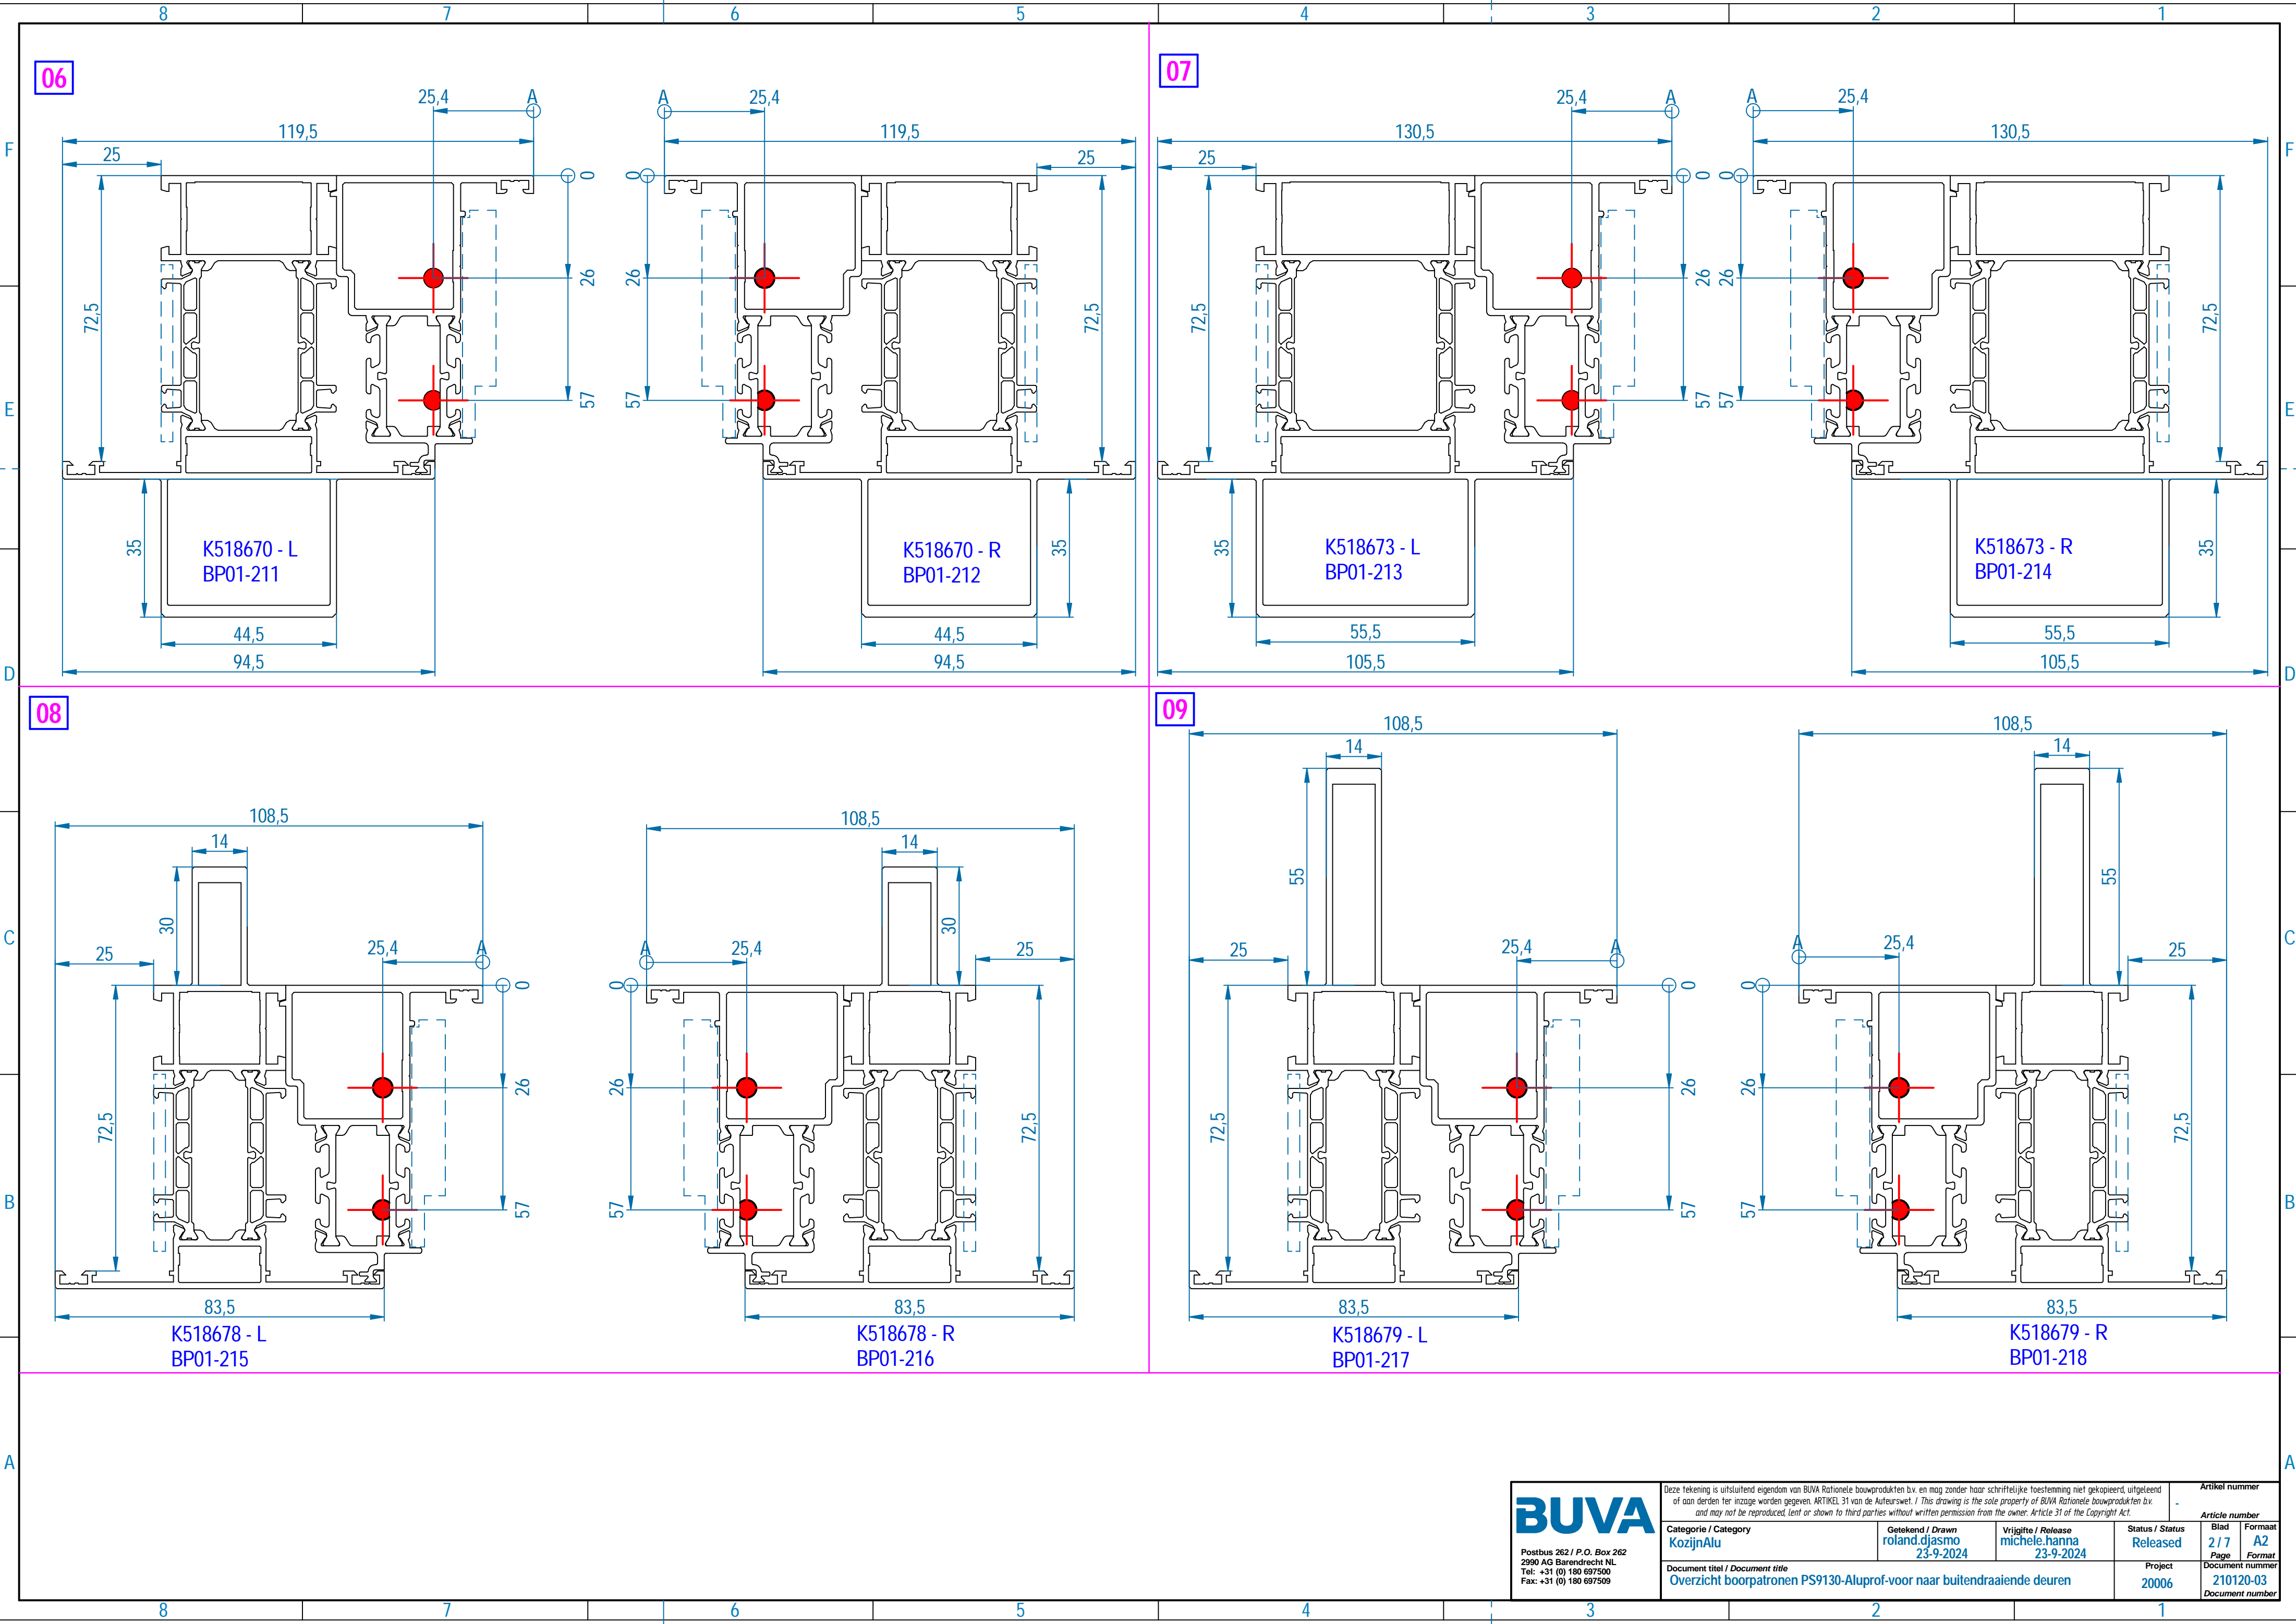 8 7 6 5 4 3 2 1
F F
E E
D D
C C
B B
A A
06
25,4 A
119,5
25
0
26
57
72,5
35
K518670 - L
BP01-211
44,5
94,5
A 25,4
119,5
25
0
26
57
72,5
35
K518670 - R
BP01-212
44,5
94,5
07
25,4 A
130,5
25
0
26
57
72,5
35
K518673 - L
BP01-213
55,5
105,5
A 25,4
130,5
0
26
57
72,5
35
K518673 - R
BP01-214
55,5
105,5
08
108,5
14
30
25
25,4 A
0
26
57
72,5
83,5
K518678 - L
BP01-215
108,5
14
30
A 25,4
25
0
26
57
72,5
83,5
K518678 - R
BP01-216
09
108,5
14
55
25
25,4 A
0
26
57
72,5
83,5
K518679 - L
BP01-217
108,5
14
55
A 25,4
25
0
26
57
72,5
83,5
K518679 - R
BP01-218
BUVA
Postbus 262 / P.O. Box 262
2990 AG Barendrecht NL
Tel: +31 (0) 180 697500
Fax: +31 (0) 180 697509
Deze tekening is uitsluitend eigendom van BUVA Rationele bouwprodukten b.v. en mag zonder haar schriftelijke toestemming niet gekopieerd, uitgeleend
of aan derden ter inzage worden gegeven. ARTIKEL 31 van de Auteurswet. / This drawing is the sole property of BUVA Rationele bouwprodukten b.v.
and may not be reproduced, lent or shown to third parties without written permission from the owner. Article 31 of the Copyright Act.
Artikel nummer
-
Article number
Categorie / Category
KozijnAlu
Getekend / Drawn
roland.djasmo
23-9-2024
Vrijgifte / Release
michele.hanna
23-9-2024
Status / Status
Released
Blad
2 / 7
Page
Formaat
A2
Format
Document titel / Document title
Overzicht boorpatronen PS9130-Aluprof-voor naar buitendraaiende deuren
Project
20006
Document nummer
210120-03
Document number
8 7 6 5 4 3 2 1